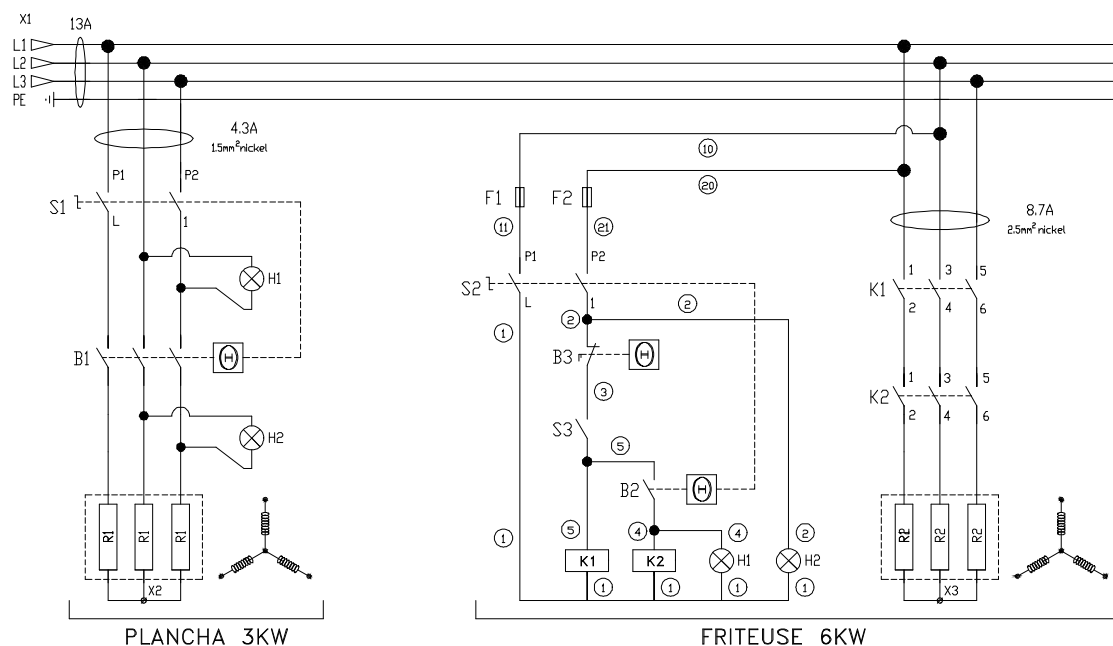 X1
13A
L1
L2
L3
PE
4.3A
1.5mm² nickel
10
20
P1 P2
S1
L 1
F1 F2
11 21
8.7A
2.5mm² nickel
H1
P1 P2
S2
L 1
2
1 3 5
K1
2 4 6
1
2
B1
B3
3
1 3 5
K2
2 4 6
S3
5
H2
B2
R1 R1 R1
5 4 4 2
1
K1 K2 H1 H2
R2 R2 R2
1 1 1 1
X2
X3
PLANCHA 3KW
FRITEUSE 6KW